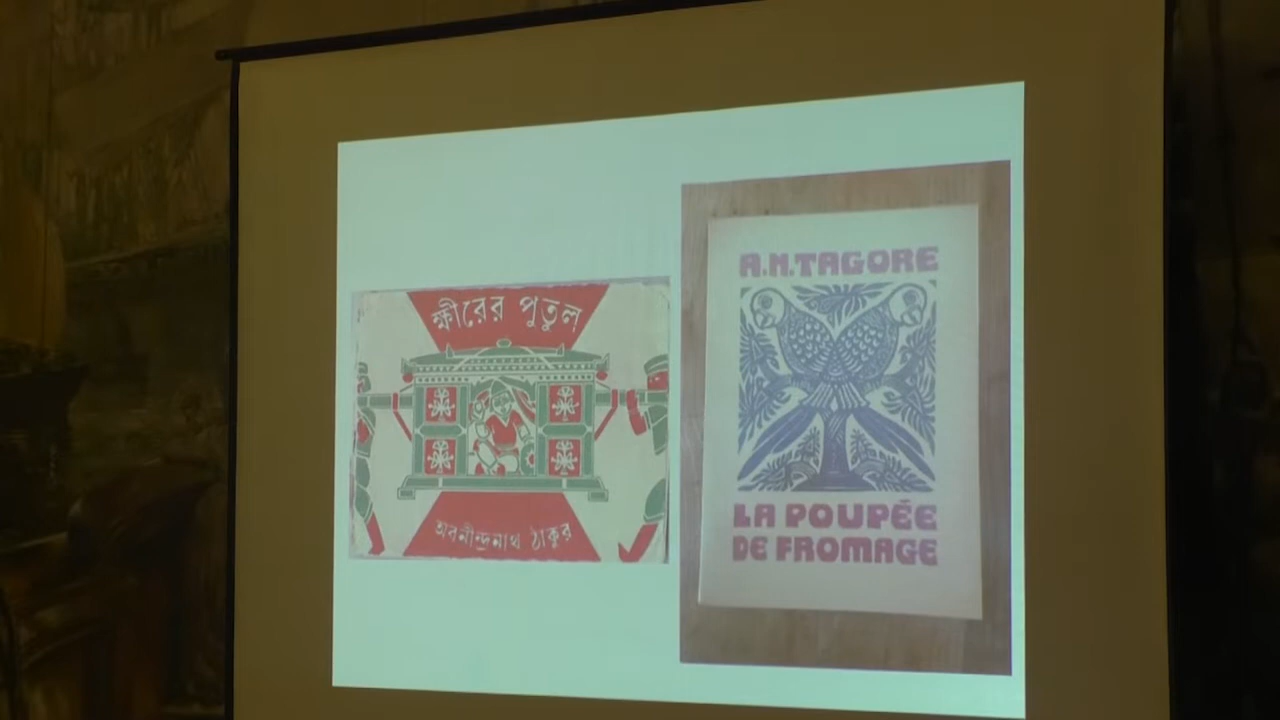 ক্ষীরের পুতুল
অবনীন্দ্রনাথ ঠাকুর
A.N.TAGORE
LA POUPÉE
DE FROMAGE